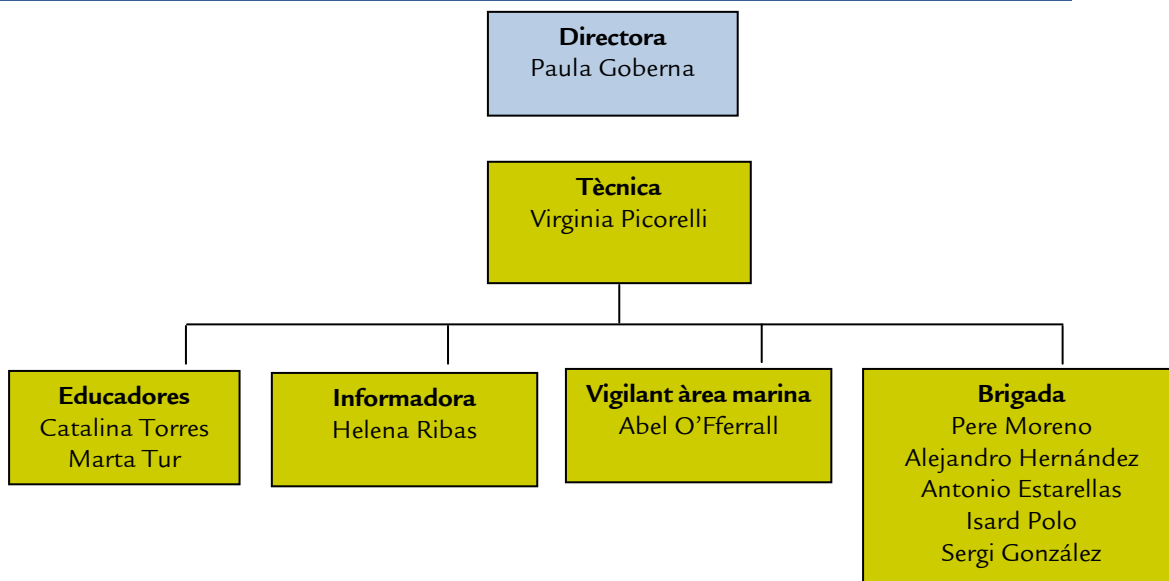 Directora
Paula Goberna
Tècnica
Virginia Picorelli
Educadores
Catalina Torres
Marta Tur
Informadora
Helena Ribas
Vigilant àrea marina
Abel O’Fferrall
Brigada
Pere Moreno
Alejandro Hernández
Antonio Estarellas
Isard Polo
Sergi González